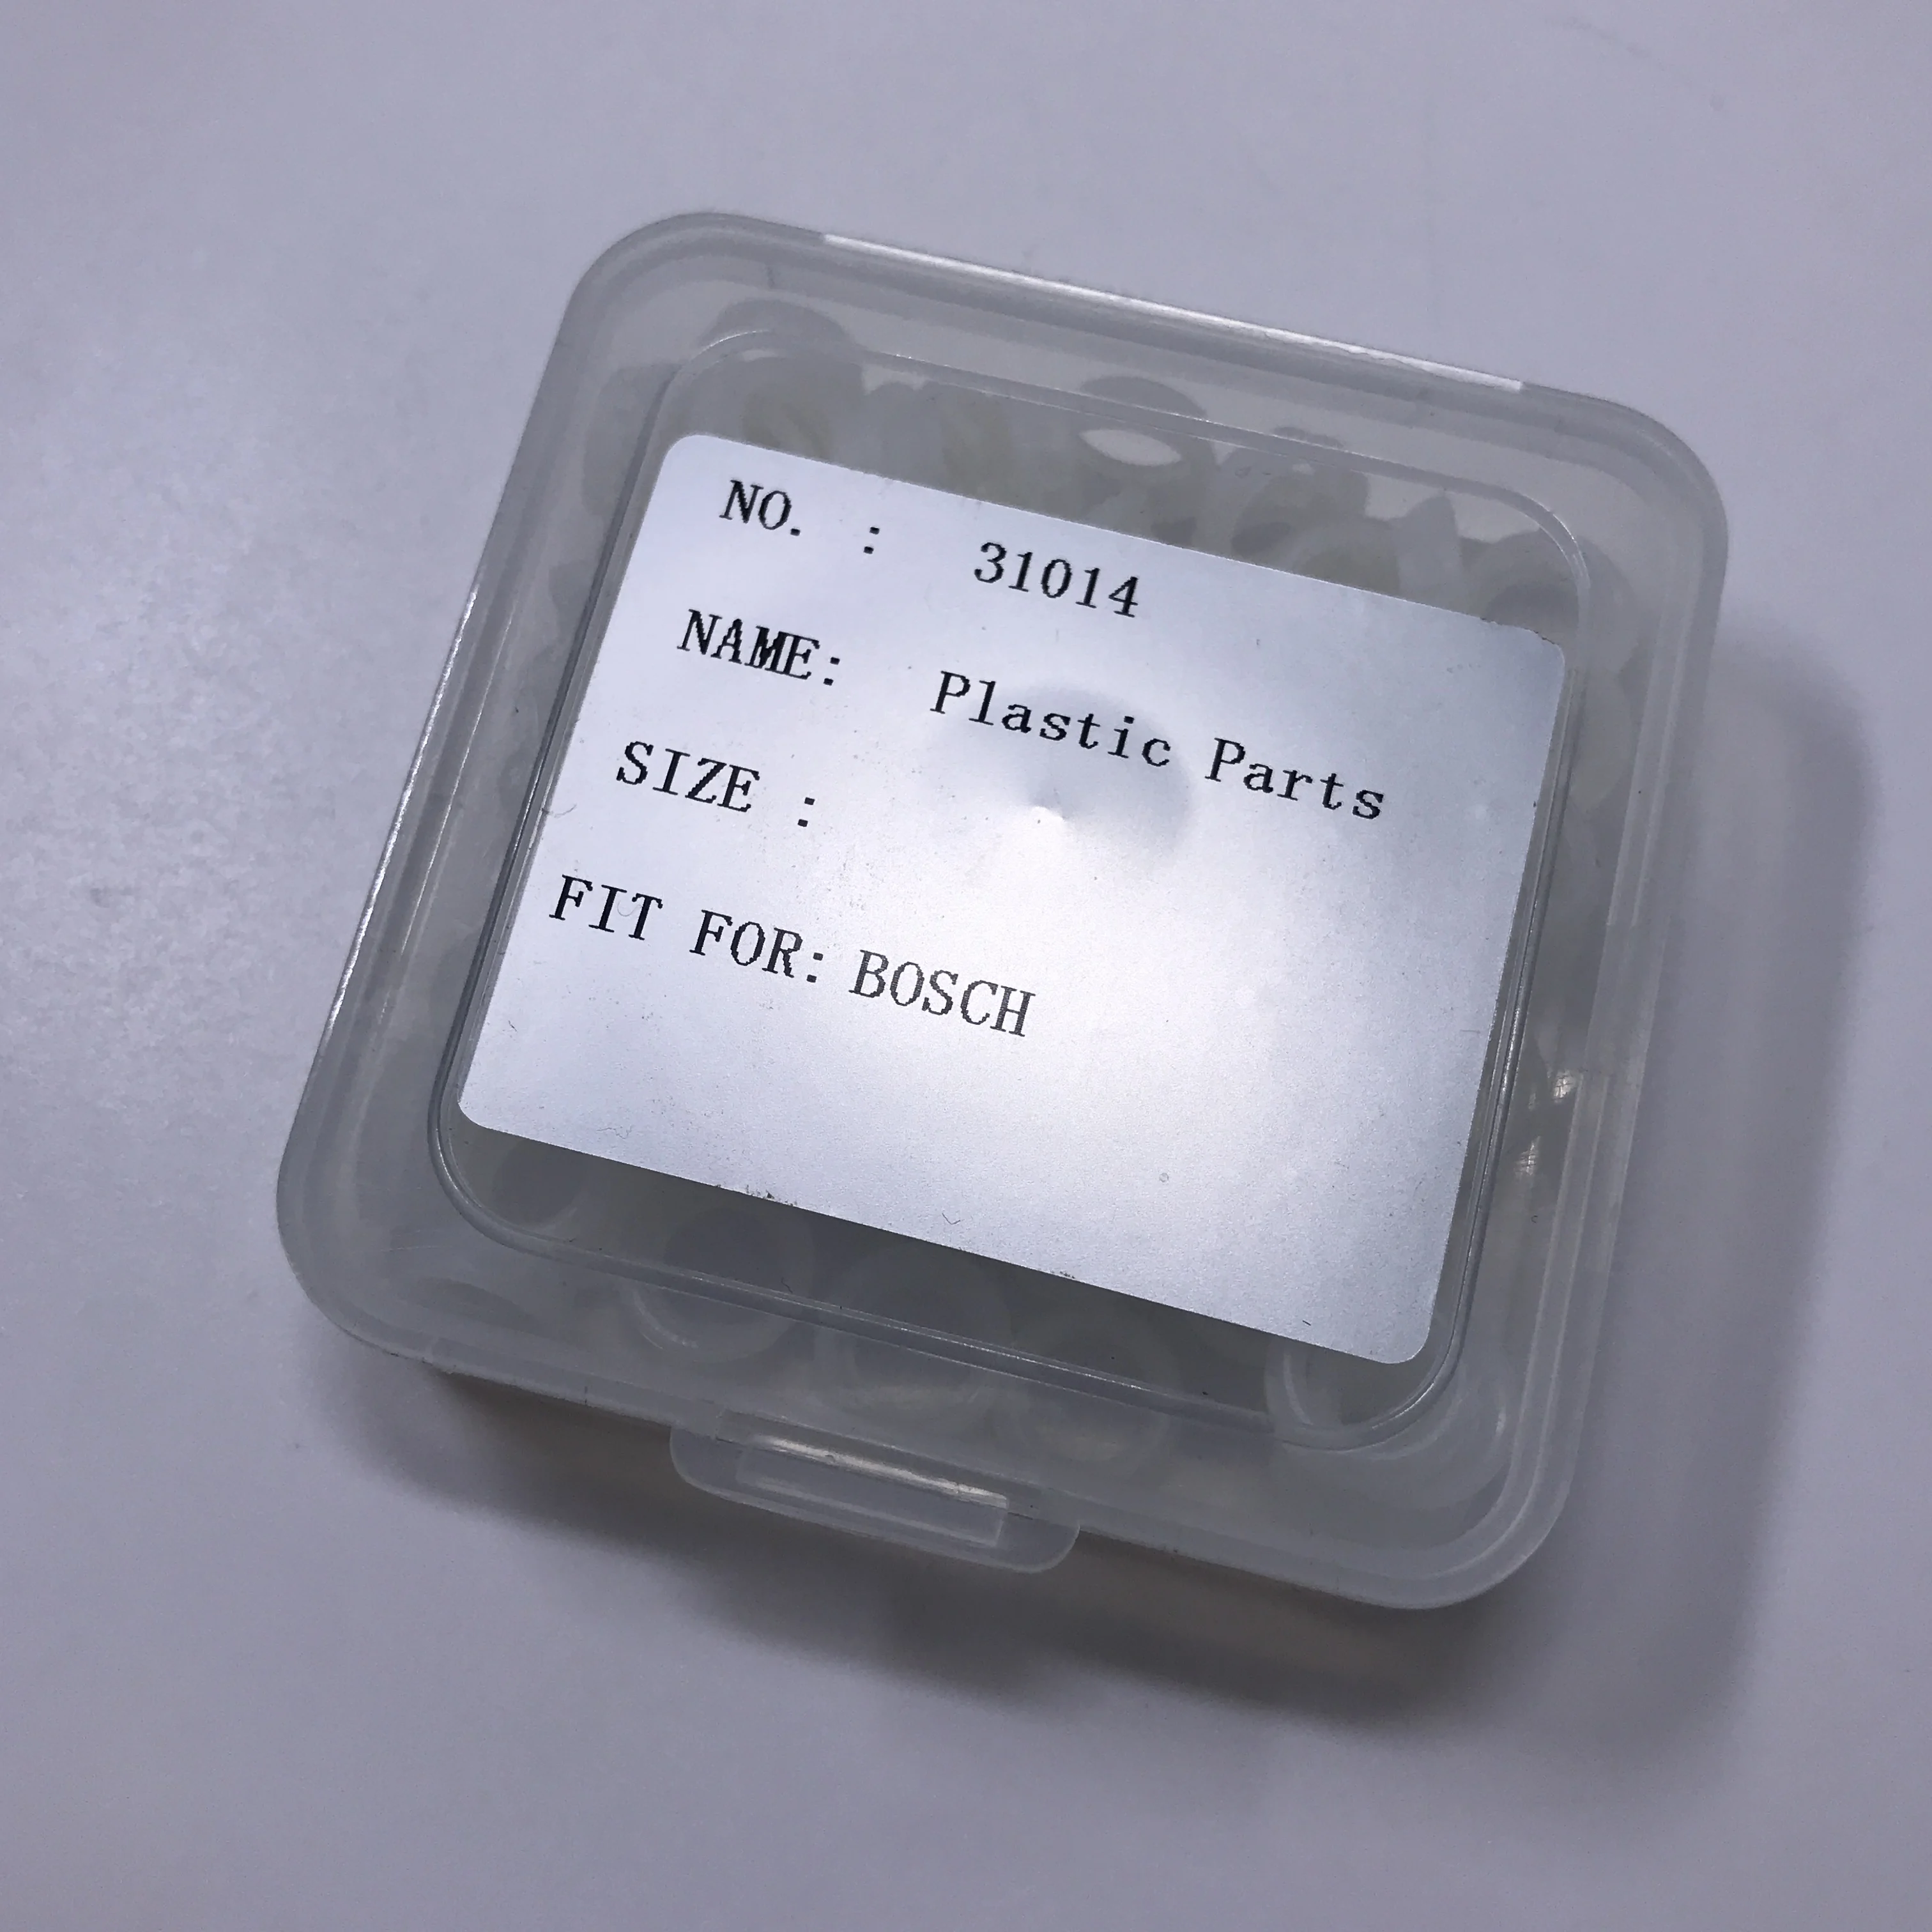 NO. : 31014
NAME: Plastic Parts
SIZE :
FIT FOR: BOSCH